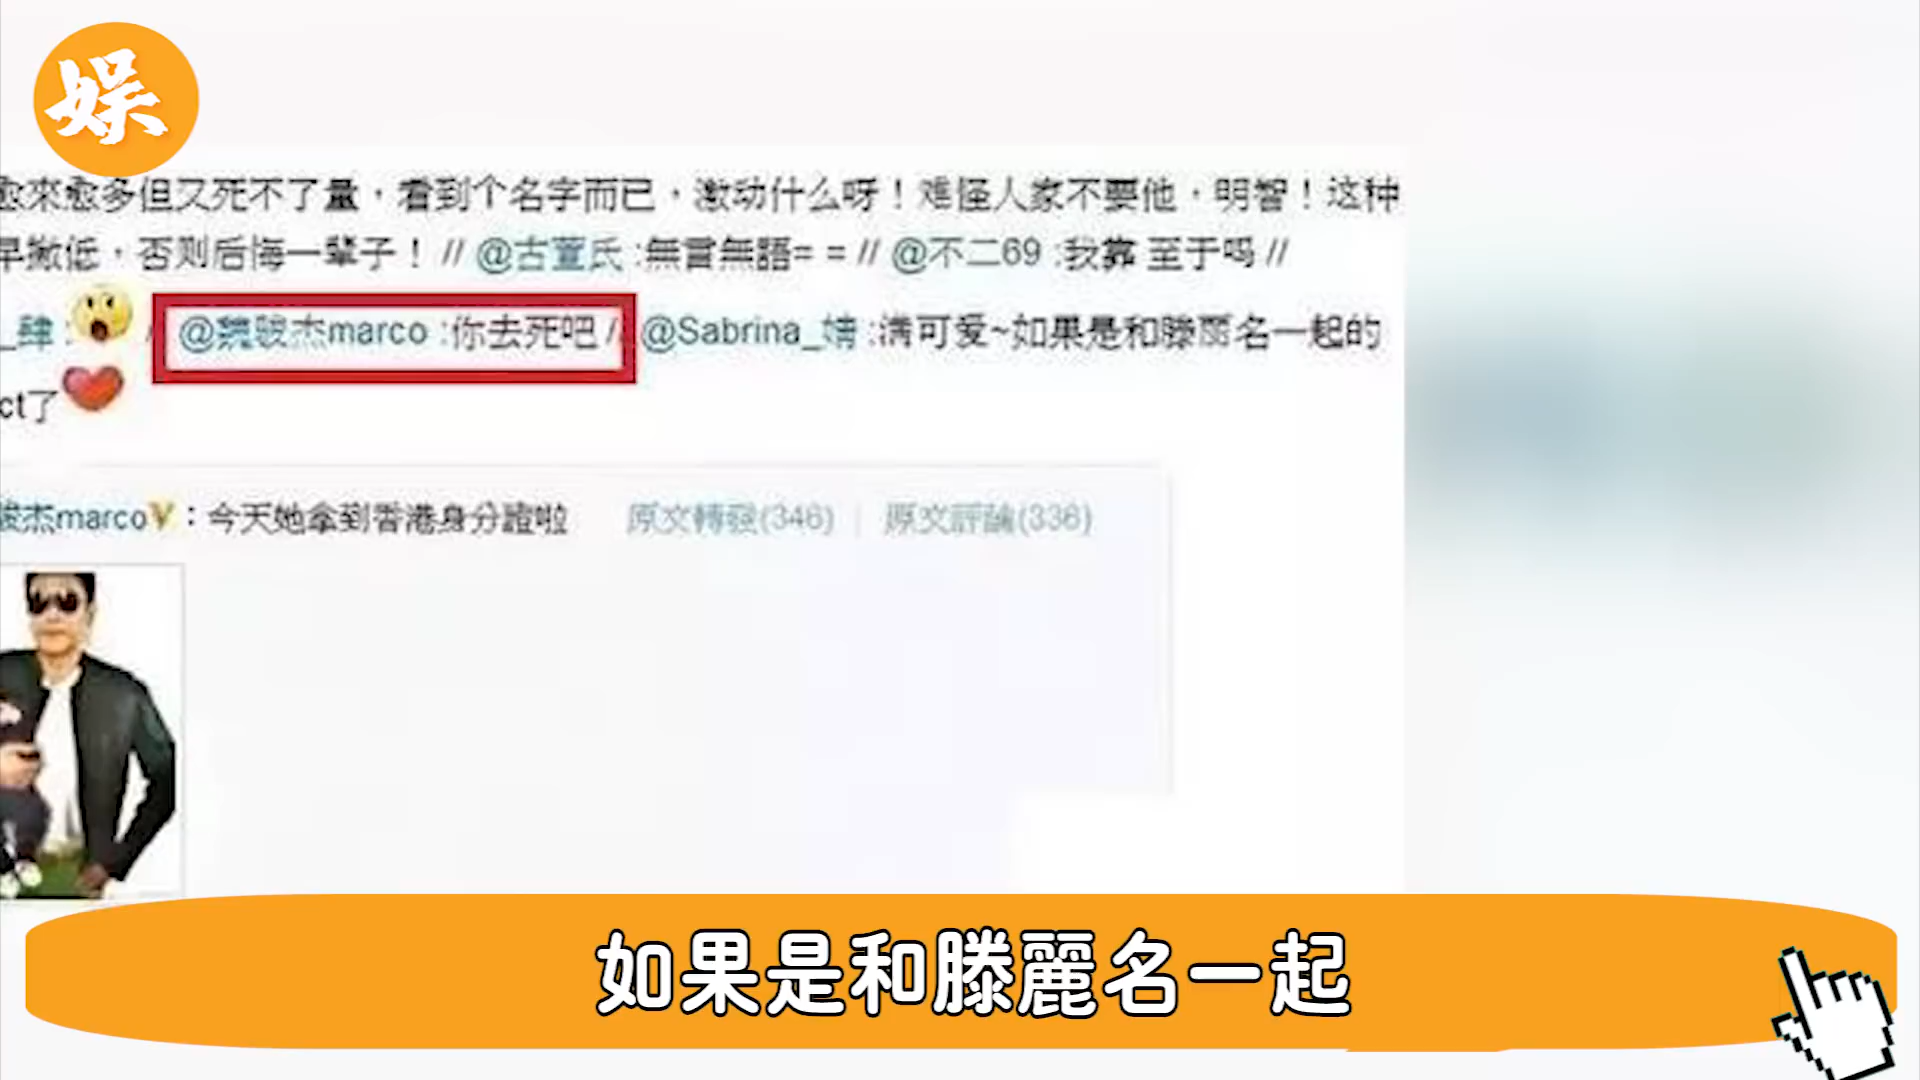 娱
愈來愈多但又死不了量，看到个名字而已，激动什么呀！难怪人家不要他，明智！这种
早撇低，否则后悔一辈子！ // @古萱氏 :無言無語= = // @不二69 :我靠 至于吗 //
_肆 : / @魏骏杰marco :你去死吧 // @Sabrina_婧 :满可爱~如果是和滕丽名一起的
ct了
骏杰marco V：今天她拿到香港身分證啦 原文轉發(346) | 原文評論(336)
如果是和滕麗名一起